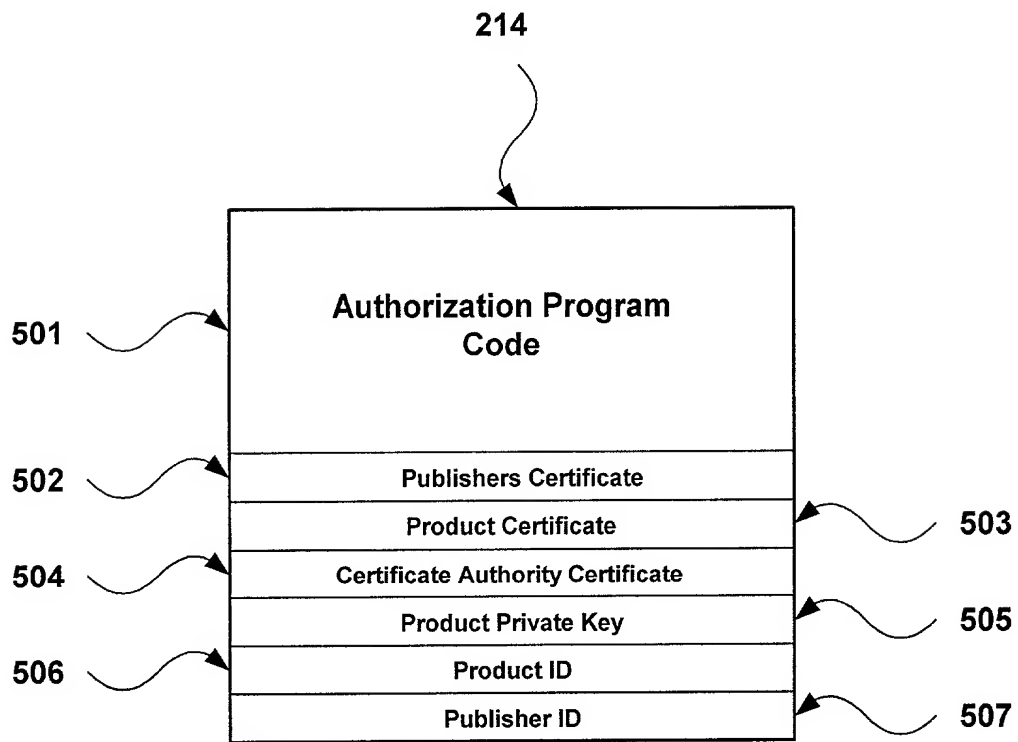 214
501
Authorization Program
Code
502
Publishers Certificate
Product Certificate
503
504
Certificate Authority Certificate
Product Private Key
505
506
Product ID
Publisher ID
507